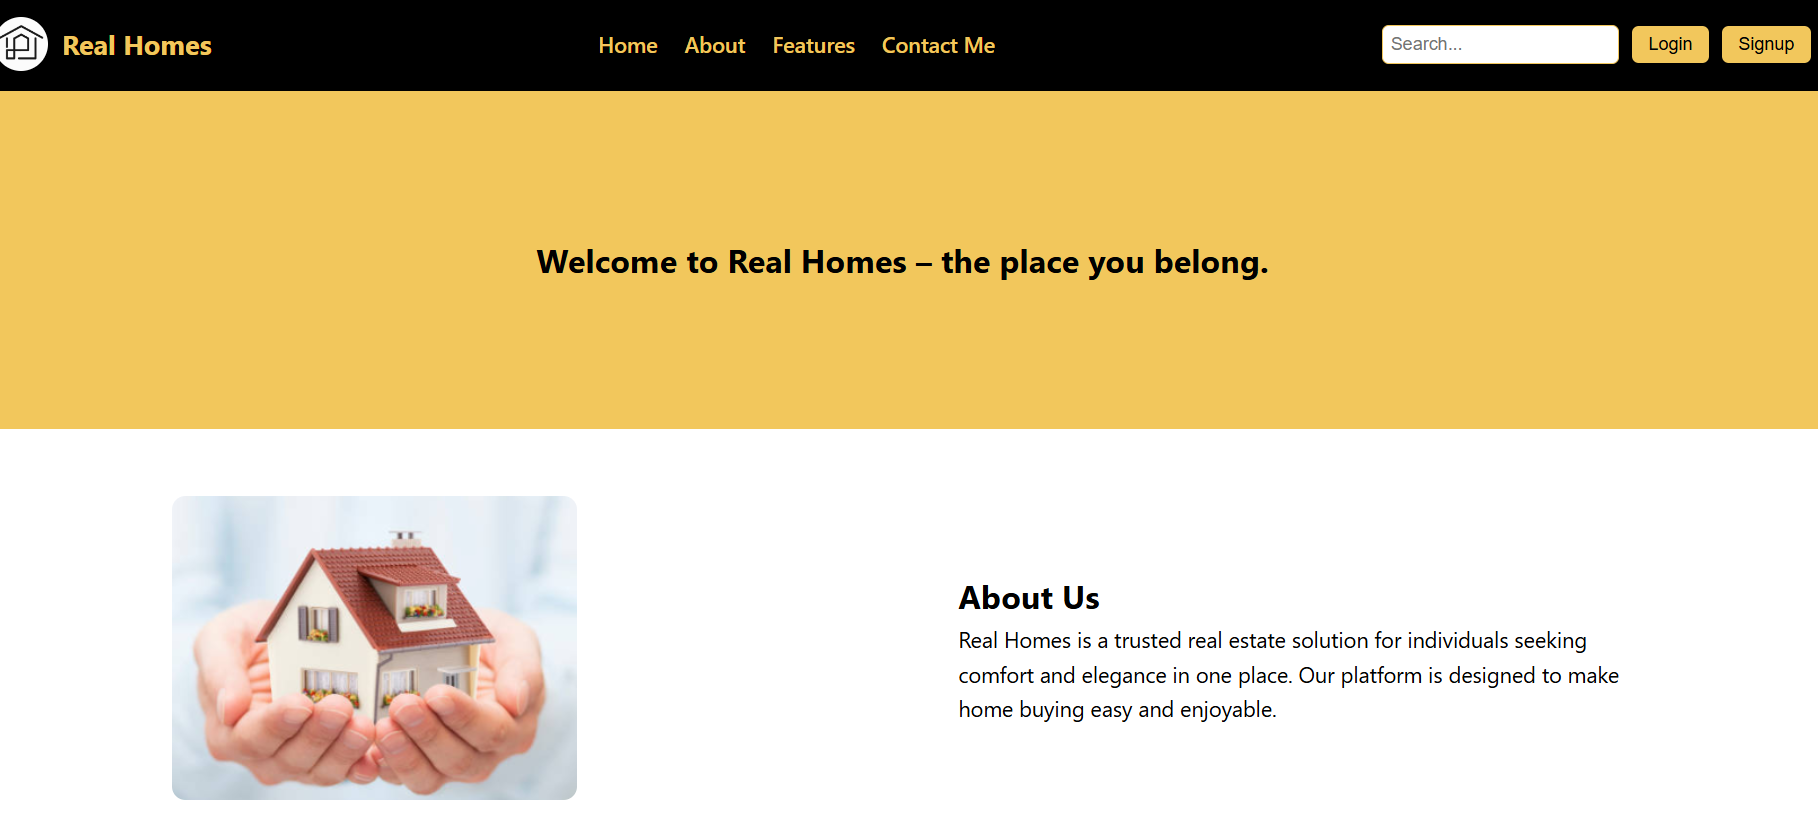 Real Homes
Home About Features Contact Me
Search...
Login
Signup
Welcome to Real Homes – the place you belong.
About Us
Real Homes is a trusted real estate solution for individuals seeking
comfort and elegance in one place. Our platform is designed to make
home buying easy and enjoyable.